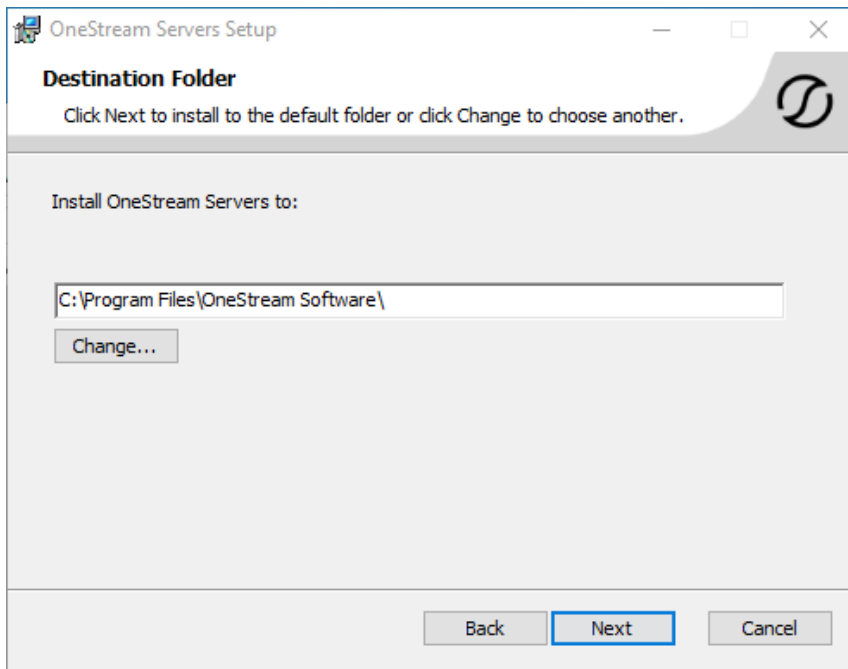 OneStream Servers Setup
Destination Folder
Click Next to install to the default folder or click Change to choose another.
Install OneStream Servers to:
C:\Program Files\OneStream Software\
Change...
Back Next Cancel